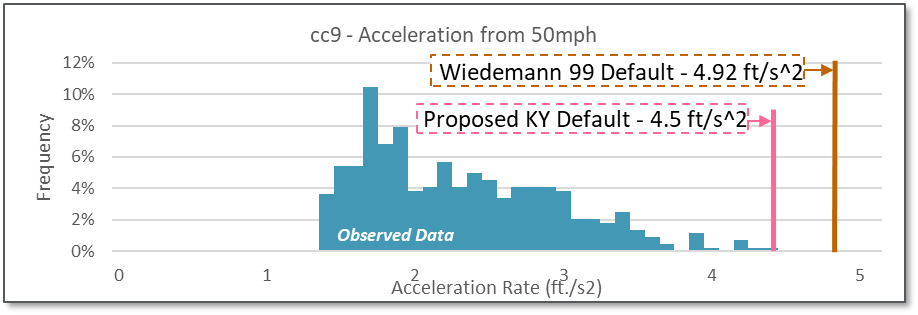 cc9 - Acceleration from 50mph
Wiedemann 99 Default - 4.92 ft/s^2
Proposed KY Default - 4.5 ft/s^2
Frequency
12%
10%
8%
6%
4%
2%
0%
Observed Data
0 1 2 3 4 5
Acceleration Rate (ft./s2)